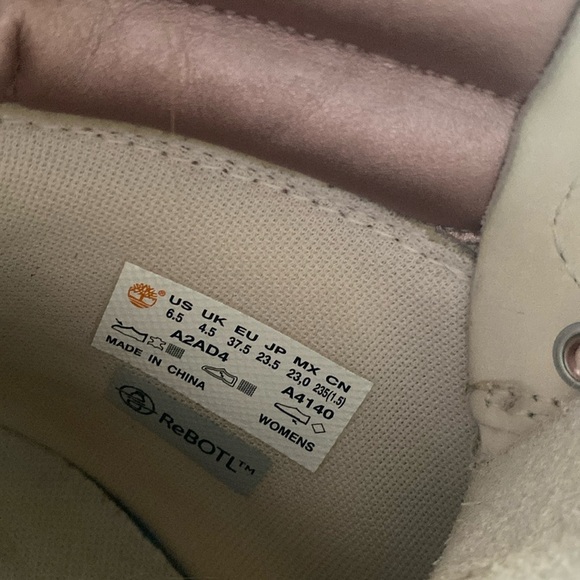 US UK EU JP MX CN
6.5 4.5 37.5 23.5 23,0 235(1.5)
A2AD4 A4140
MADE IN CHINA WOMENS
ReBOTL™